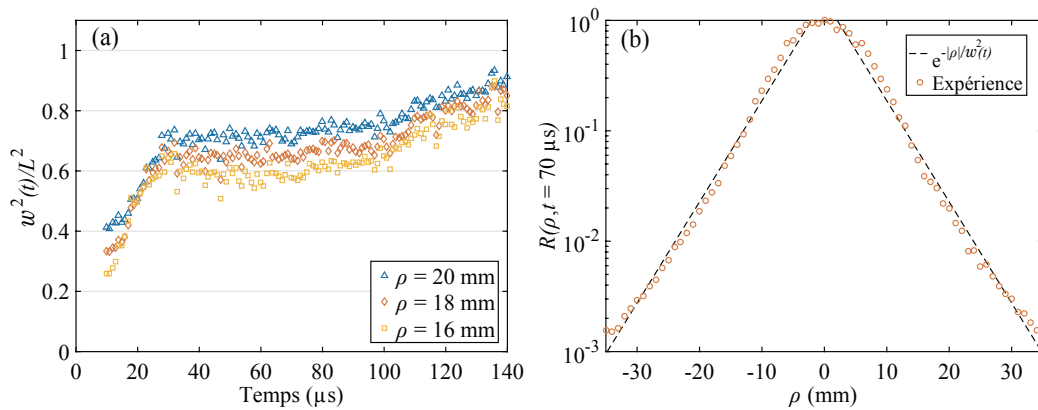 (a)
1
0.8
0.6
0.4
0.2
0
w²(t)/L²
0 20 40 60 80 100 120 140
Temps (µs)
ρ = 20 mm
ρ = 18 mm
ρ = 16 mm
(b)
10⁰
10⁻¹
10⁻²
10⁻³
R(ρ,t = 70 µs)
-30 -20 -10 0 10 20 30
ρ (mm)
e^-|ρ|/w²(t)
Expérience